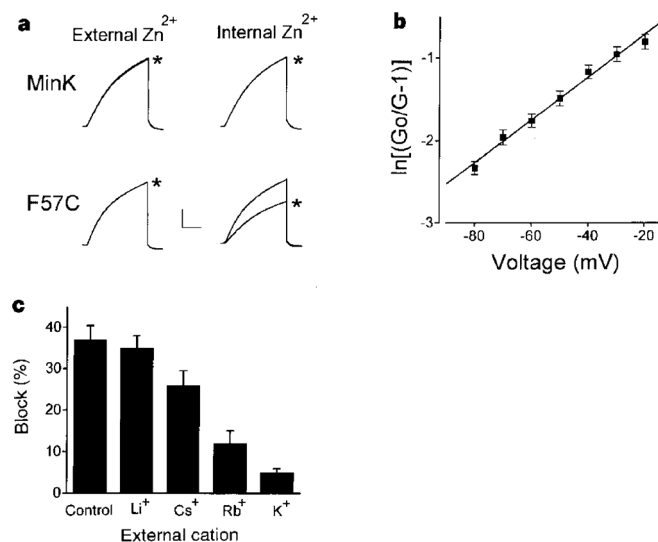 a
External Zn2+ Internal Zn2+
MinK * *
F57C * *
b
ln[(Go/G-1)]
-1
-2
-3
-80 -60 -40 -20
Voltage (mV)
c
Block (%)
40
30
20
10
0
Control Li+ Cs+ Rb+ K+
External cation